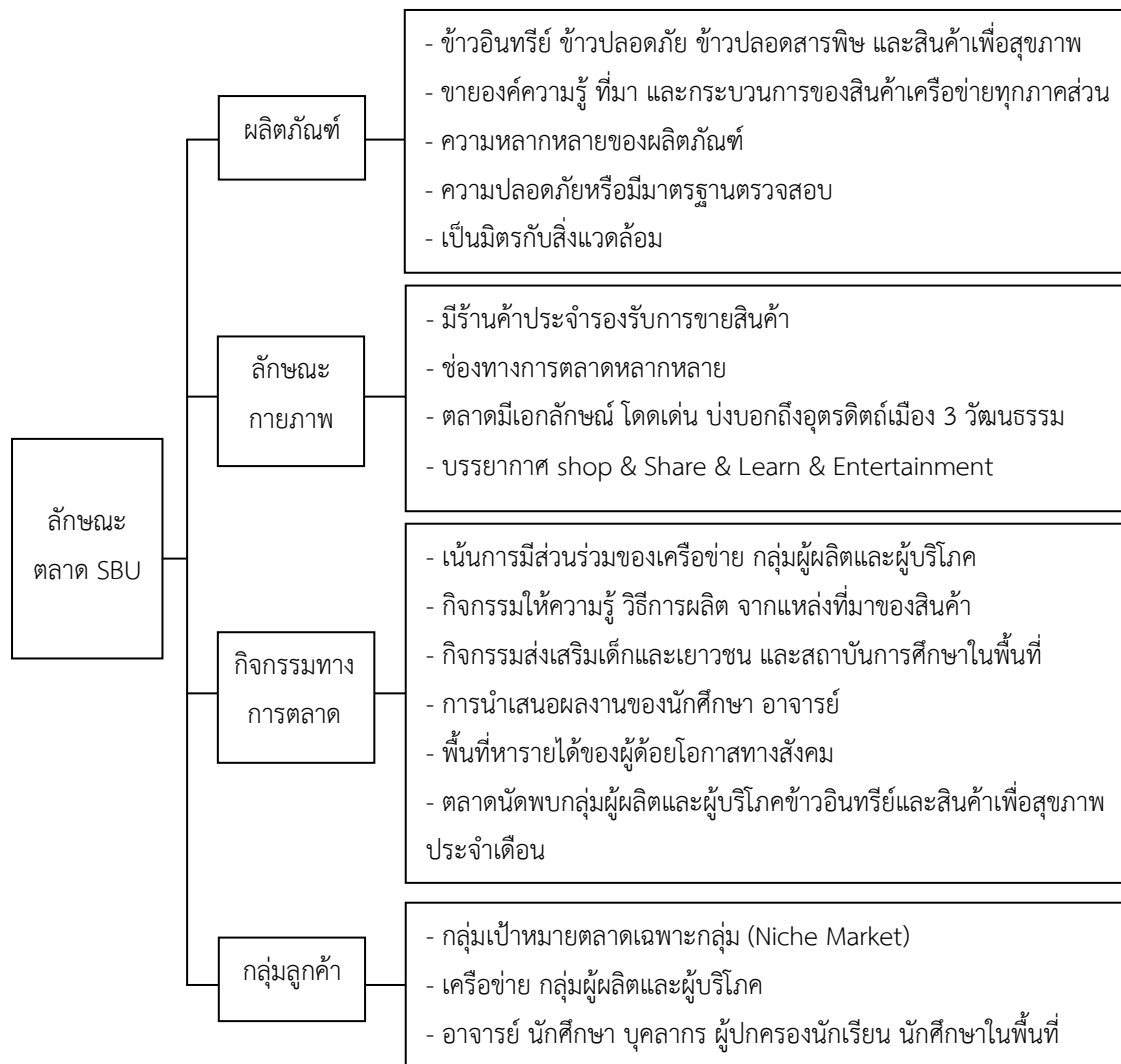 ลักษณะ
ตลาด SBU
ผลิตภัณฑ์
- ข้าวอินทรีย์ ข้าวปลอดภัย ข้าวปลอดสารพิษ และสินค้าเพื่อสุขภาพ
- ขายองค์ความรู้ ที่มา และกระบวนการของสินค้าเครือข่ายทุกภาคส่วน
- ความหลากหลายของผลิตภัณฑ์
- ความปลอดภัยหรือมีมาตรฐานตรวจสอบ
- เป็นมิตรกับสิ่งแวดล้อม
ลักษณะ
กายภาพ
- มีร้านค้าประจำรองรับการขายสินค้า
- ช่องทางการตลาดหลากหลาย
- ตลาดมีเอกลักษณ์ โดดเด่น บ่งบอกถึงอุตรดิตถ์เมือง 3 วัฒนธรรม
- บรรยากาศ shop & Share & Learn & Entertainment
กิจกรรมทาง
การตลาด
- เน้นการมีส่วนร่วมของเครือข่าย กลุ่มผู้ผลิตและผู้บริโภค
- กิจกรรมให้ความรู้ วิธีการผลิต จากแหล่งที่มาของสินค้า
- กิจกรรมส่งเสริมเด็กและเยาวชน และสถาบันการศึกษาในพื้นที่
- การนำเสนอผลงานของนักศึกษา อาจารย์
- พื้นที่หารายได้ของผู้ด้อยโอกาสทางสังคม
- ตลาดนัดพบกลุ่มผู้ผลิตและผู้บริโภคข้าวอินทรีย์และสินค้าเพื่อสุขภาพ
ประจำเดือน
กลุ่มลูกค้า
- กลุ่มเป้าหมายตลาดเฉพาะกลุ่ม (Niche Market)
- เครือข่าย กลุ่มผู้ผลิตและผู้บริโภค
- อาจารย์ นักศึกษา บุคลากร ผู้ปกครองนักเรียน นักศึกษาในพื้นที่